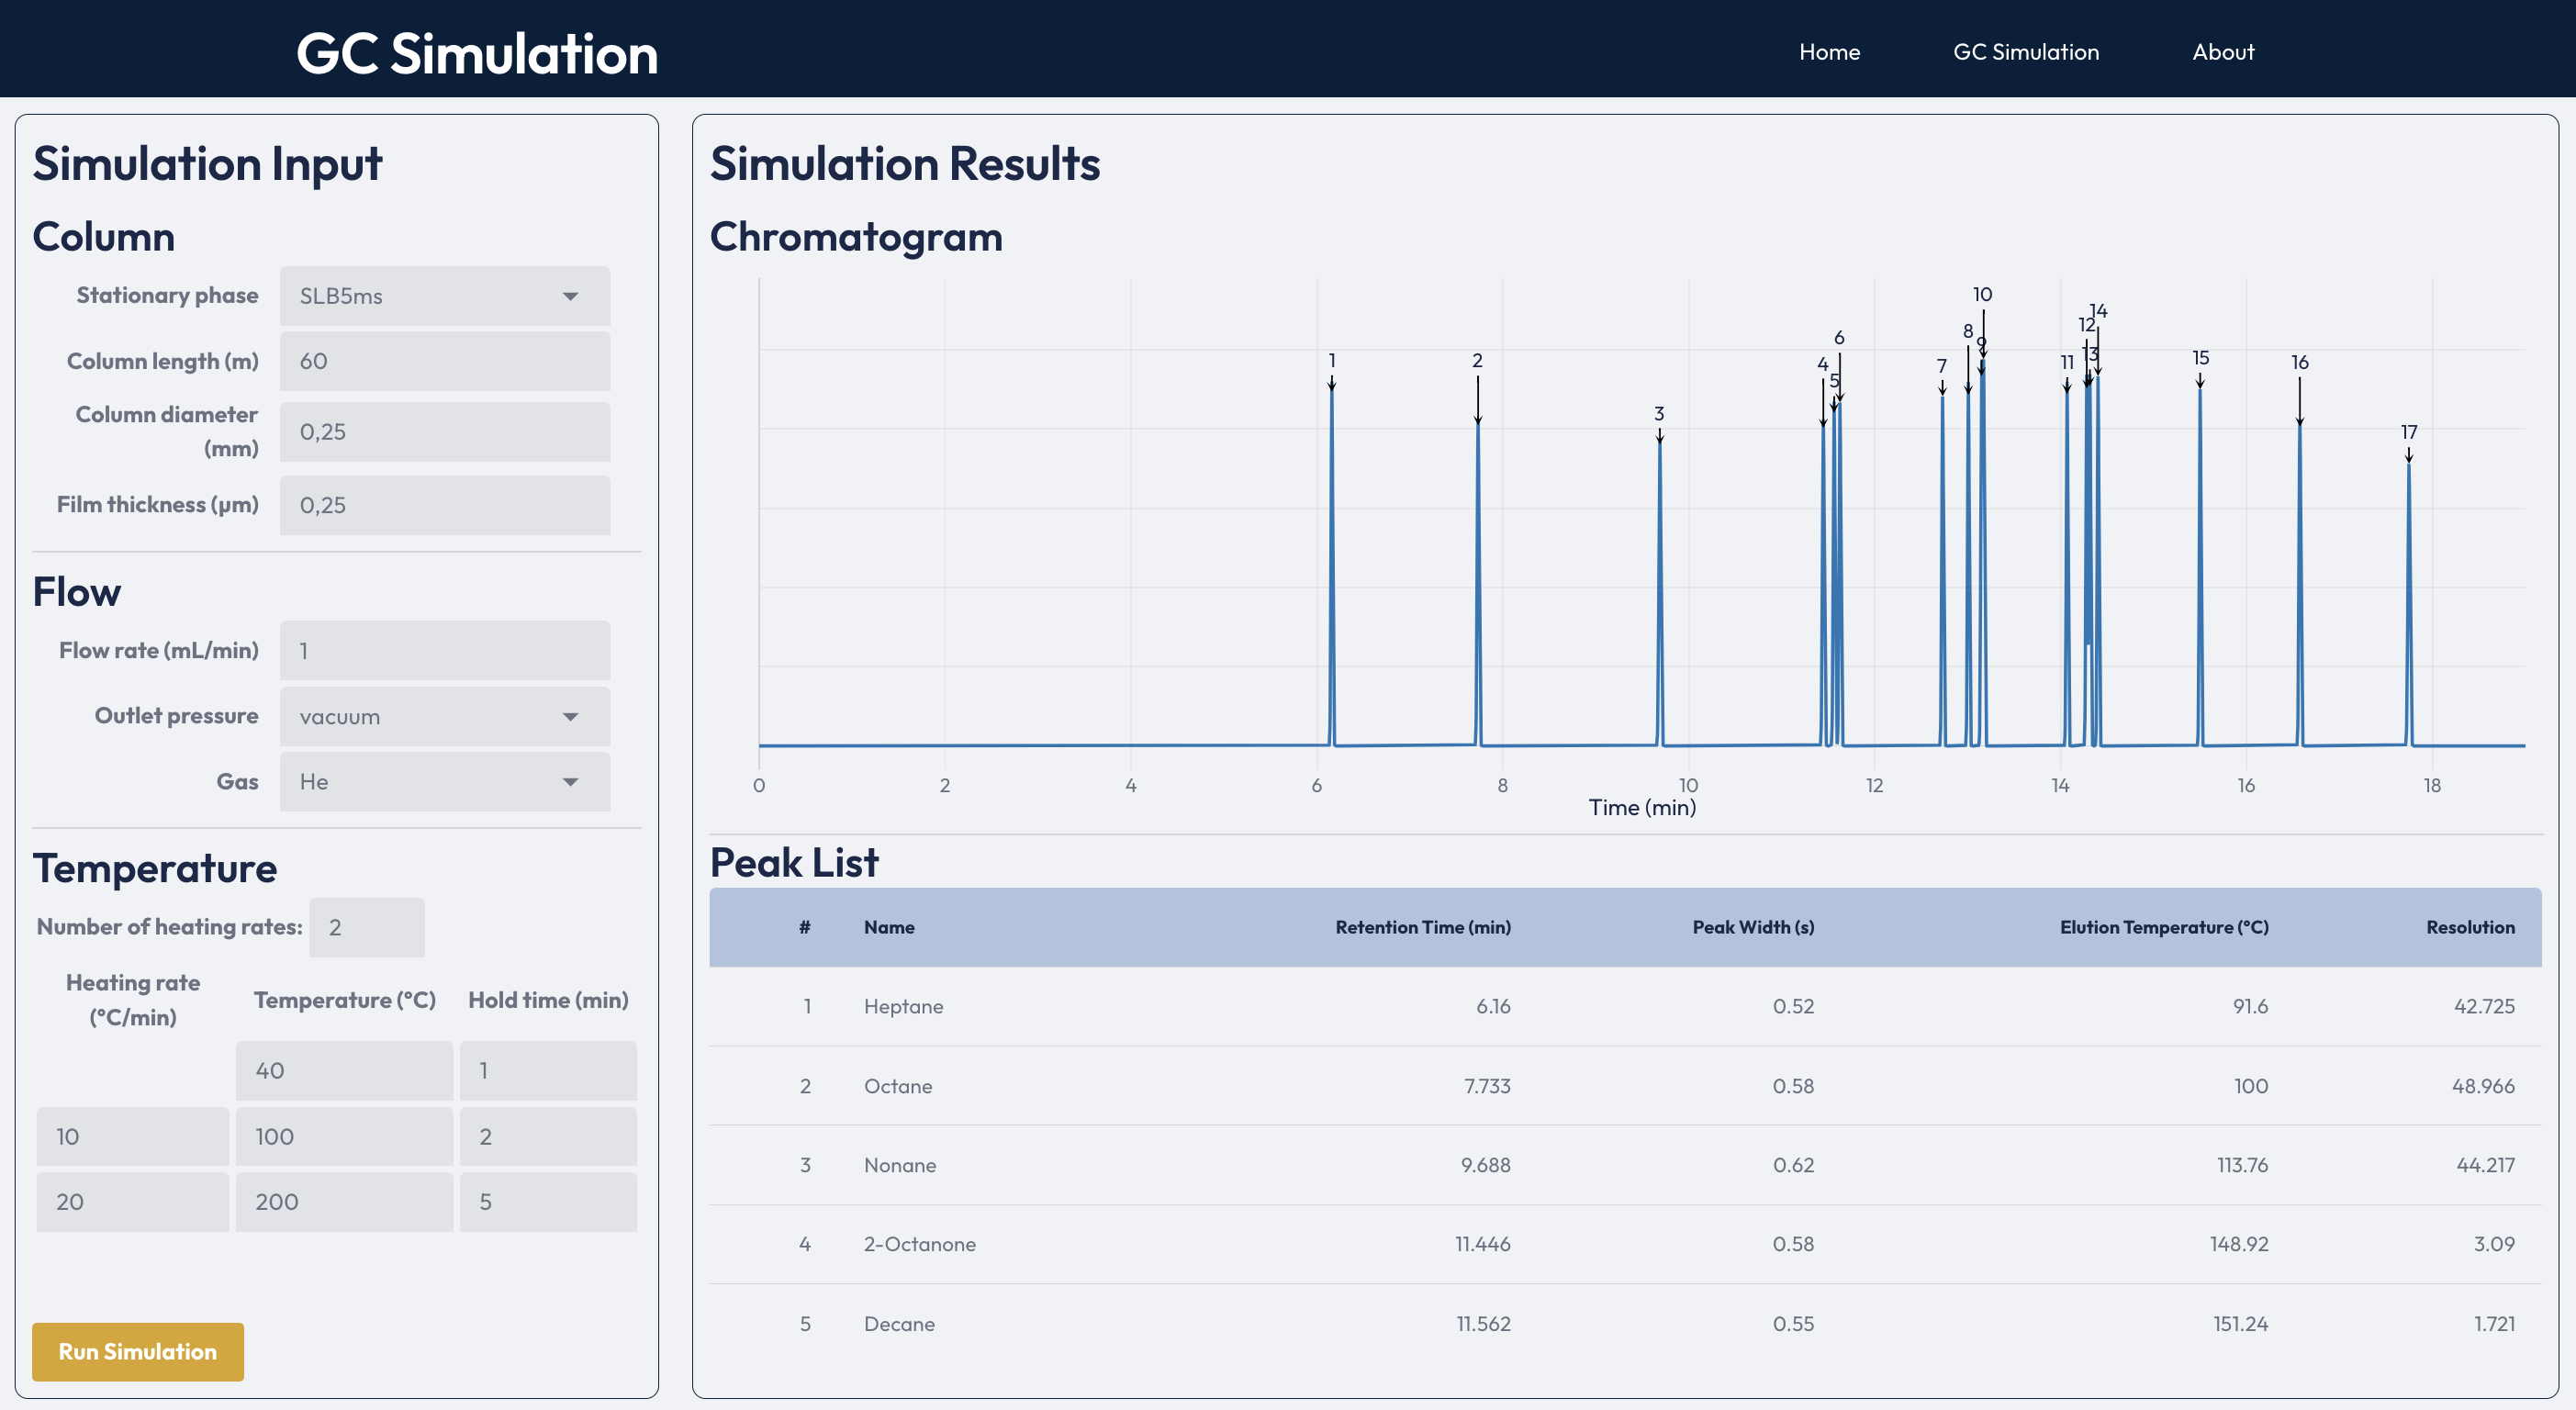 GC Simulation
Home
GC Simulation
About
Simulation Input
Column
Stationary phase
SLB5ms
Column length (m)
60
Column diameter
(mm)
0,25
Film thickness (μm)
0,25
Flow
Flow rate (mL/min)
1
Outlet pressure
vacuum
Gas
He
Temperature
Number of heating rates:
2
Heating rate
(°C/min)
Temperature (°C)
Hold time (min)
40
1
10
100
2
20
200
5
Run Simulation
Simulation Results
Chromatogram
1
2
3
4
5
6
7
8
9
10
11
12
13
14
15
16
17
0
2
4
6
8
10
12
14
16
18
Time (min)
Peak List
# Name Retention Time (min) Peak Width (s) Elution Temperature (°C) Resolution
1 Heptane 6.16 0.52 91.6 42.725
2 Octane 7.733 0.58 100 48.966
3 Nonane 9.688 0.62 113.76 44.217
4 2-Octanone 11.446 0.58 148.92 3.09
5 Decane 11.562 0.55 151.24 1.721